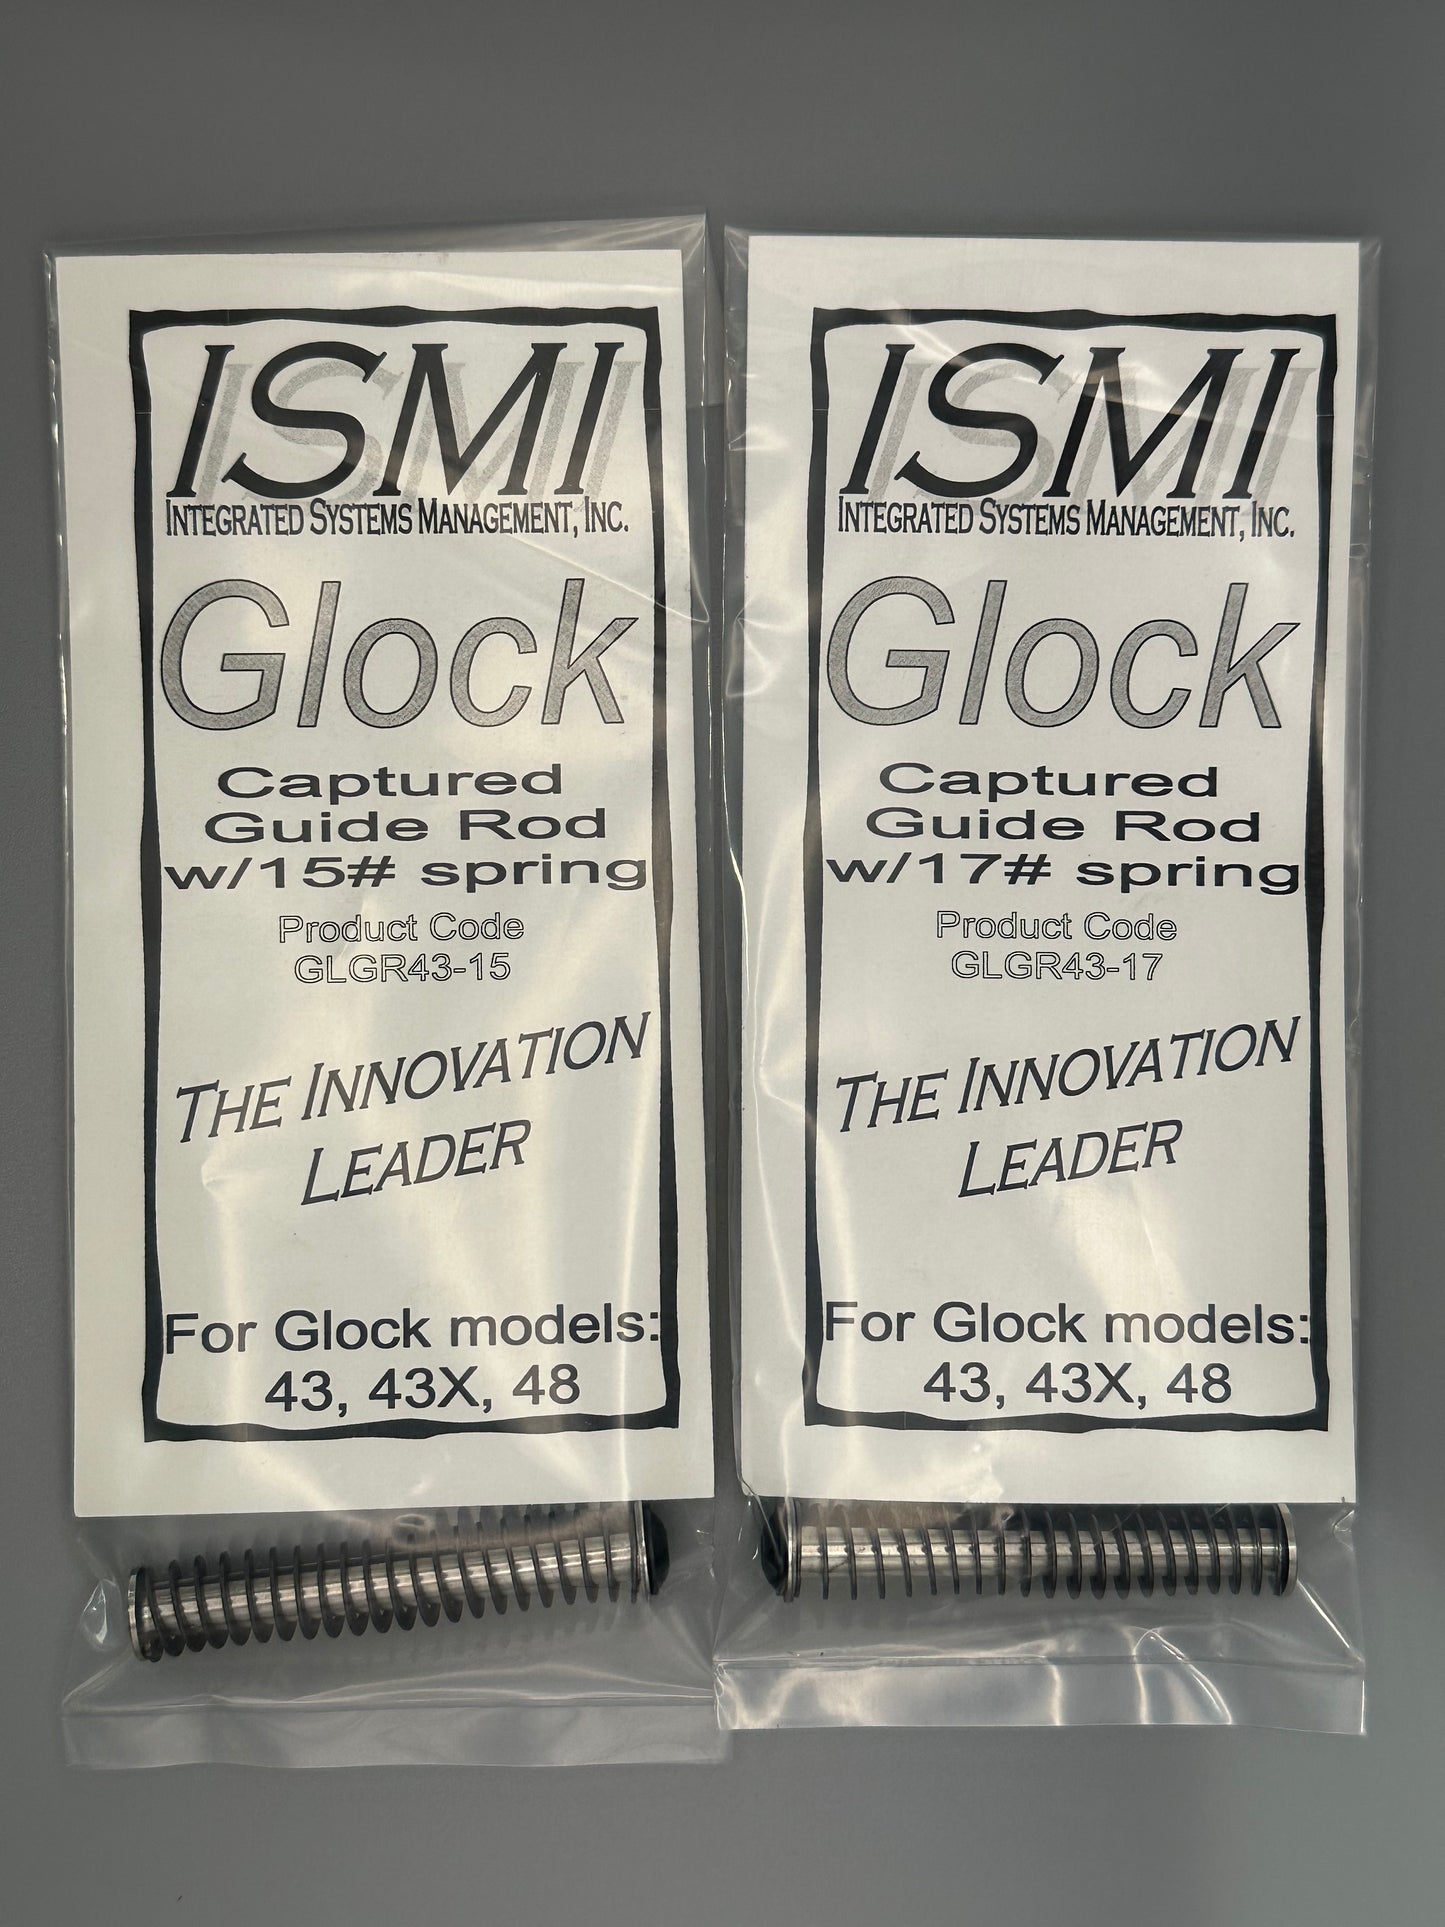 ISMI
INTEGRATED SYSTEMS MANAGEMENT, INC.
Glock
Captured
Guide Rod
w/15# spring
Product Code
GLGR43-15
THE INNOVATION
LEADER
For Glock models:
43, 43X, 48
ISMI
INTEGRATED SYSTEMS MANAGEMENT, INC.
Glock
Captured
Guide Rod
w/17# spring
Product Code
GLGR43-17
THE INNOVATION
LEADER
For Glock models:
43, 43X, 48